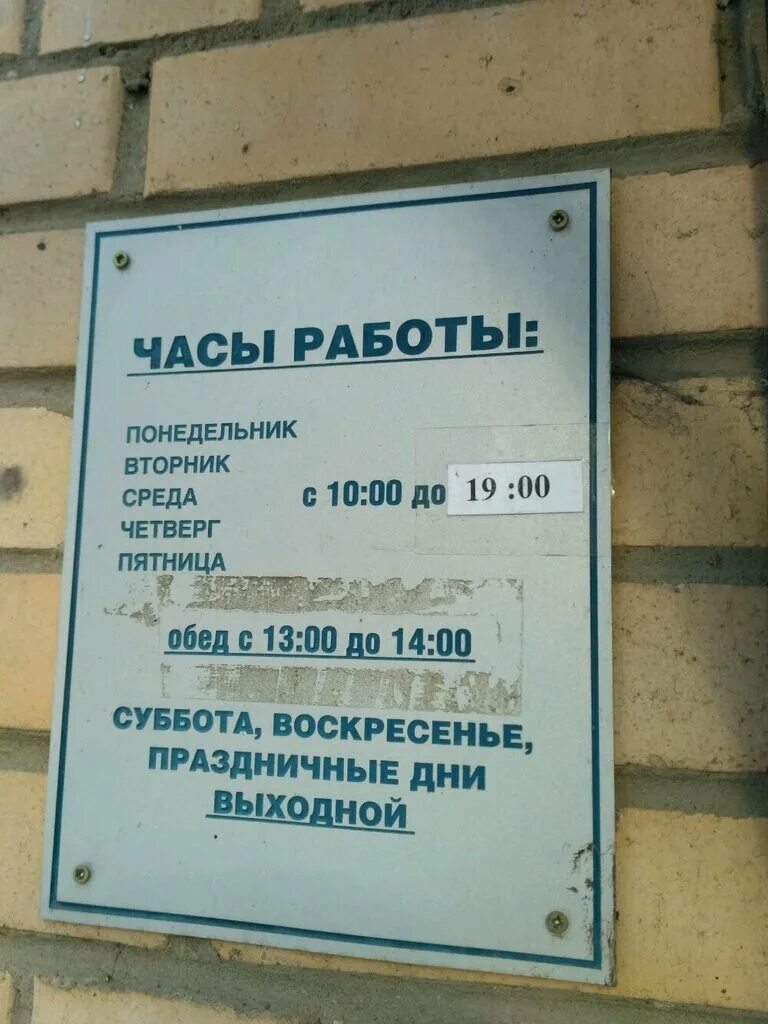 ЧАСЫ РАБОТЫ:
ПОНЕДЕЛЬНИК
ВТОРНИК
СРЕДА с 10:00 до 19 :00
ЧЕТВЕРГ
ПЯТНИЦА
обед с 13:00 до 14:00
СУББОТА, ВОСКРЕСЕНЬЕ,
ПРАЗДНИЧНЫЕ ДНИ
ВЫХОДНОЙ